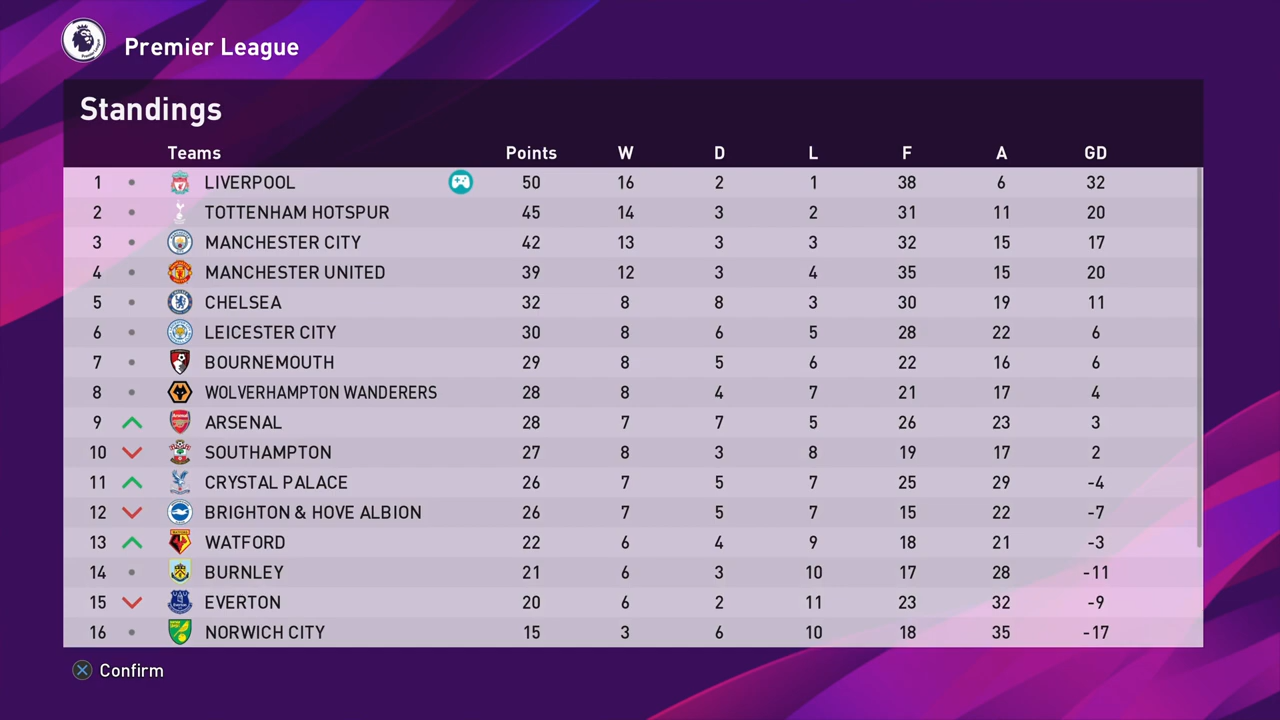 Premier League
Standings
Teams Points W D L F A GD
1 LIVERPOOL 50 16 2 1 38 6 32
2 TOTTENHAM HOTSPUR 45 14 3 2 31 11 20
3 MANCHESTER CITY 42 13 3 3 32 15 17
4 MANCHESTER UNITED 39 12 3 4 35 15 20
5 CHELSEA 32 8 8 3 30 19 11
6 LEICESTER CITY 30 8 6 5 28 22 6
7 BOURNEMOUTH 29 8 5 6 22 16 6
8 WOLVERHAMPTON WANDERERS 28 8 4 7 21 17 4
9 ARSENAL 28 7 7 5 26 23 3
10 SOUTHAMPTON 27 8 3 8 19 17 2
11 CRYSTAL PALACE 26 7 5 7 25 29 -4
12 BRIGHTON & HOVE ALBION 26 7 5 7 15 22 -7
13 WATFORD 22 6 4 9 18 21 -3
14 BURNLEY 21 6 3 10 17 28 -11
15 EVERTON 20 6 2 11 23 32 -9
16 NORWICH CITY 15 3 6 10 18 35 -17
Confirm